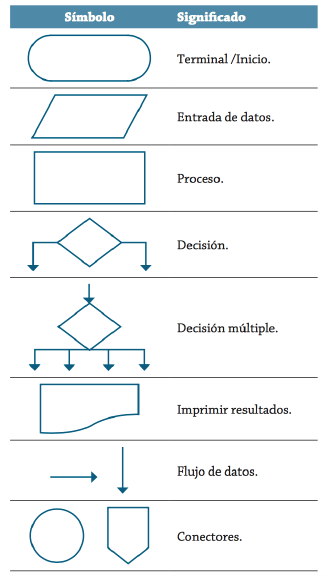 Símbolo Significado
Terminal /Inicio.
Entrada de datos.
Proceso.
Decisión.
Decisión múltiple.
Imprimir resultados.
Flujo de datos.
Conectores.